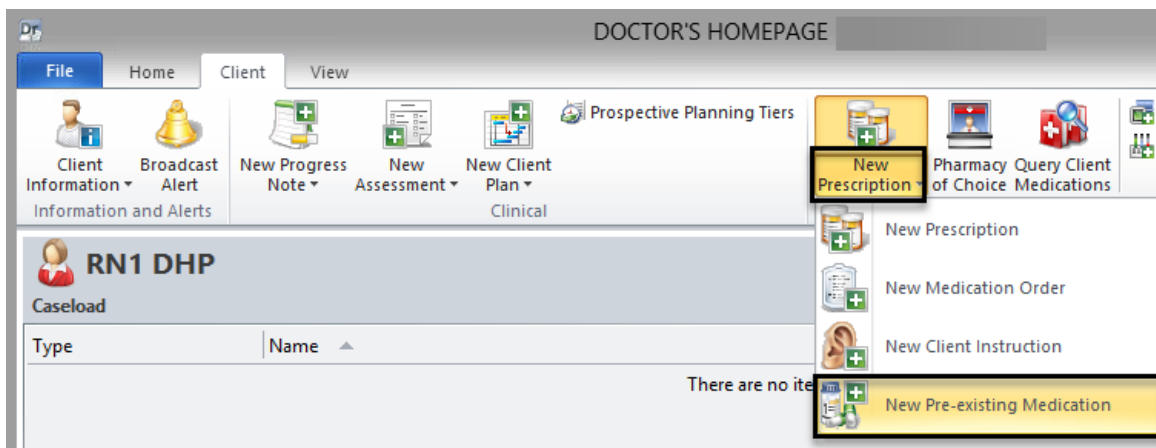 DOCTOR'S HOMEPAGE
File Home Client View
Prospective Planning Tiers
Client Information Broadcast Alert New Progress Note New Assessment New Client Plan New Prescription Pharmacy of Choice Query Client Medications
Information and Alerts Clinical
New Prescription
RN1 DHP
New Medication Order
Caseload
Type Name
New Client Instruction
There are no
New Pre-existing Medication